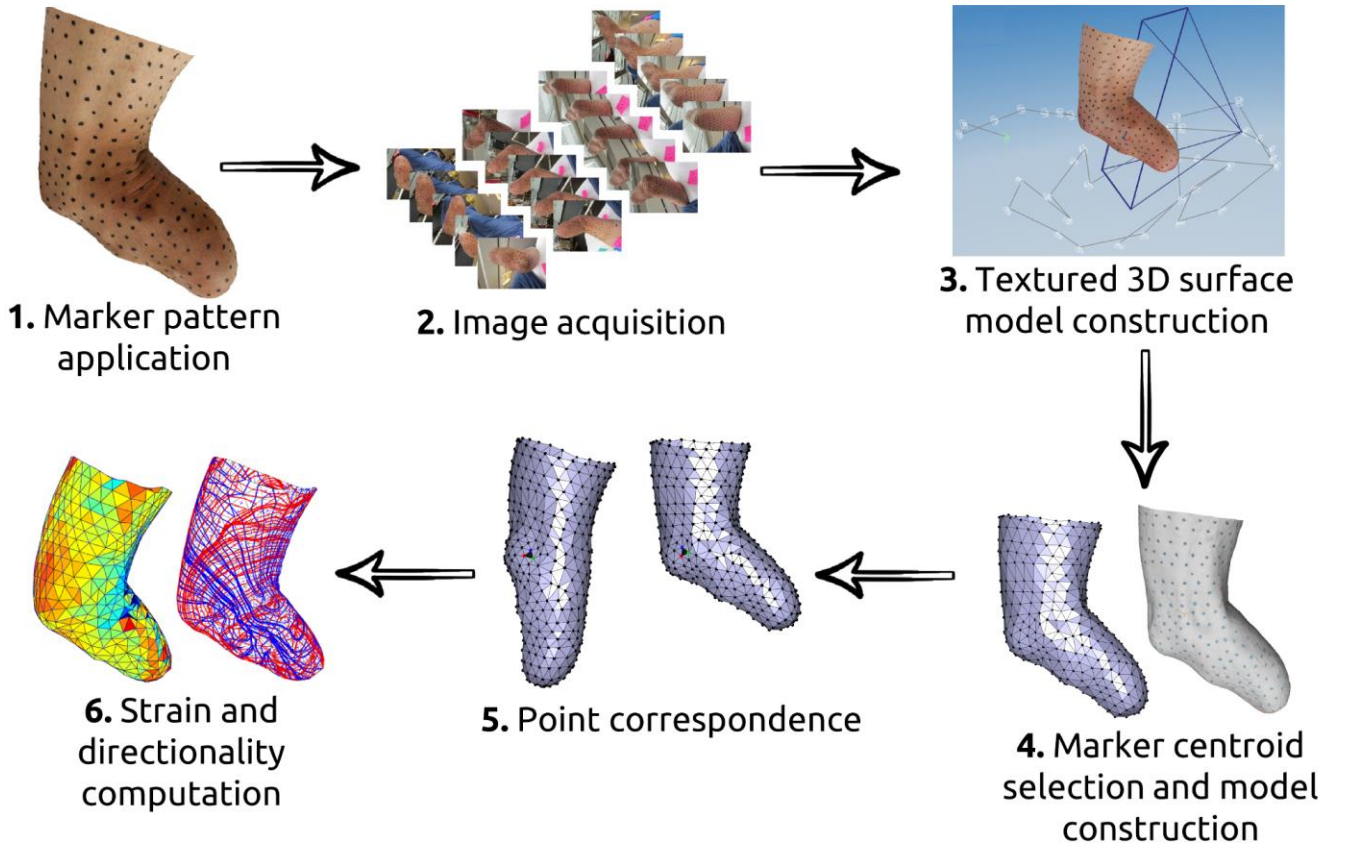 1. Marker pattern
application
2. Image acquisition
3. Textured 3D surface
model construction
4. Marker centroid
selection and model
construction
5. Point correspondence
6. Strain and
directionality
computation